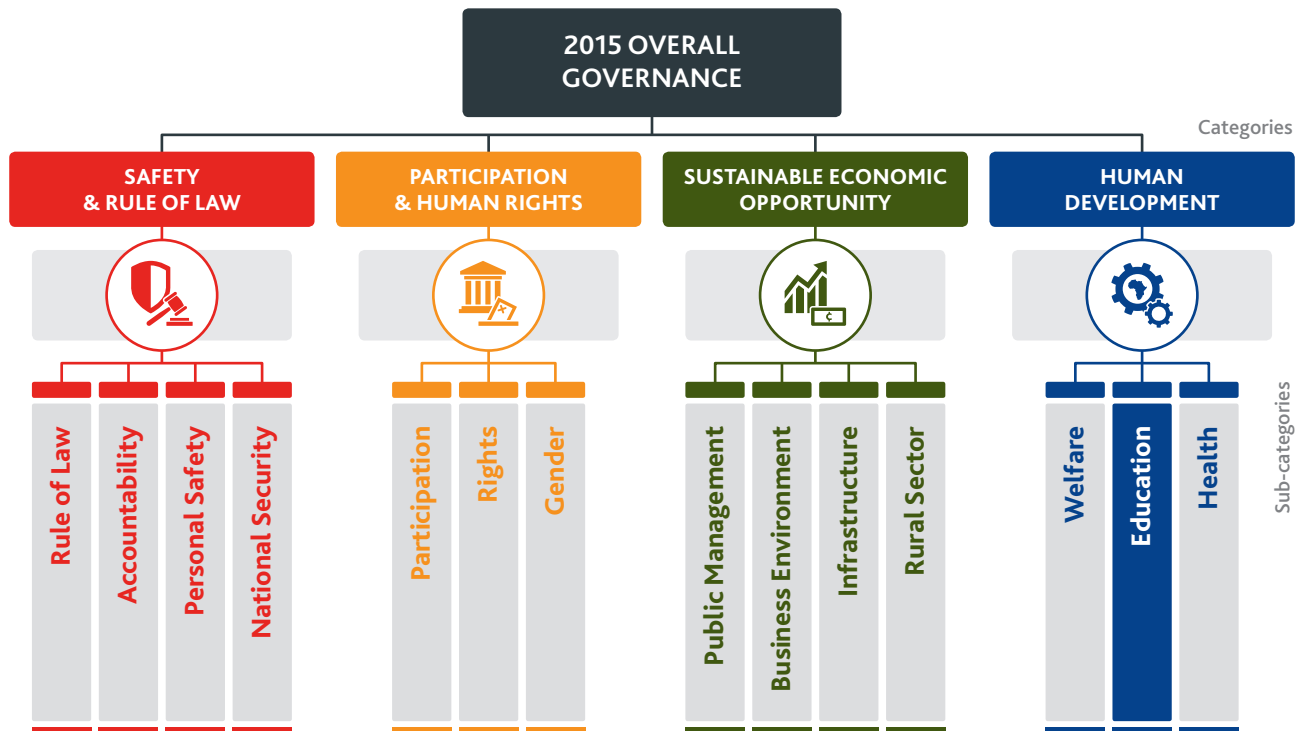 2015 OVERALL
GOVERNANCE
Categories
SAFETY
& RULE OF LAW
PARTICIPATION
& HUMAN RIGHTS
SUSTAINABLE ECONOMIC
OPPORTUNITY
HUMAN
DEVELOPMENT
¢
Rule of Law
Accountability
Personal Safety
National Security
Participation
Rights
Gender
Public Management
Business Environment
Infrastructure
Rural Sector
Welfare
Education
Health
Sub-categories